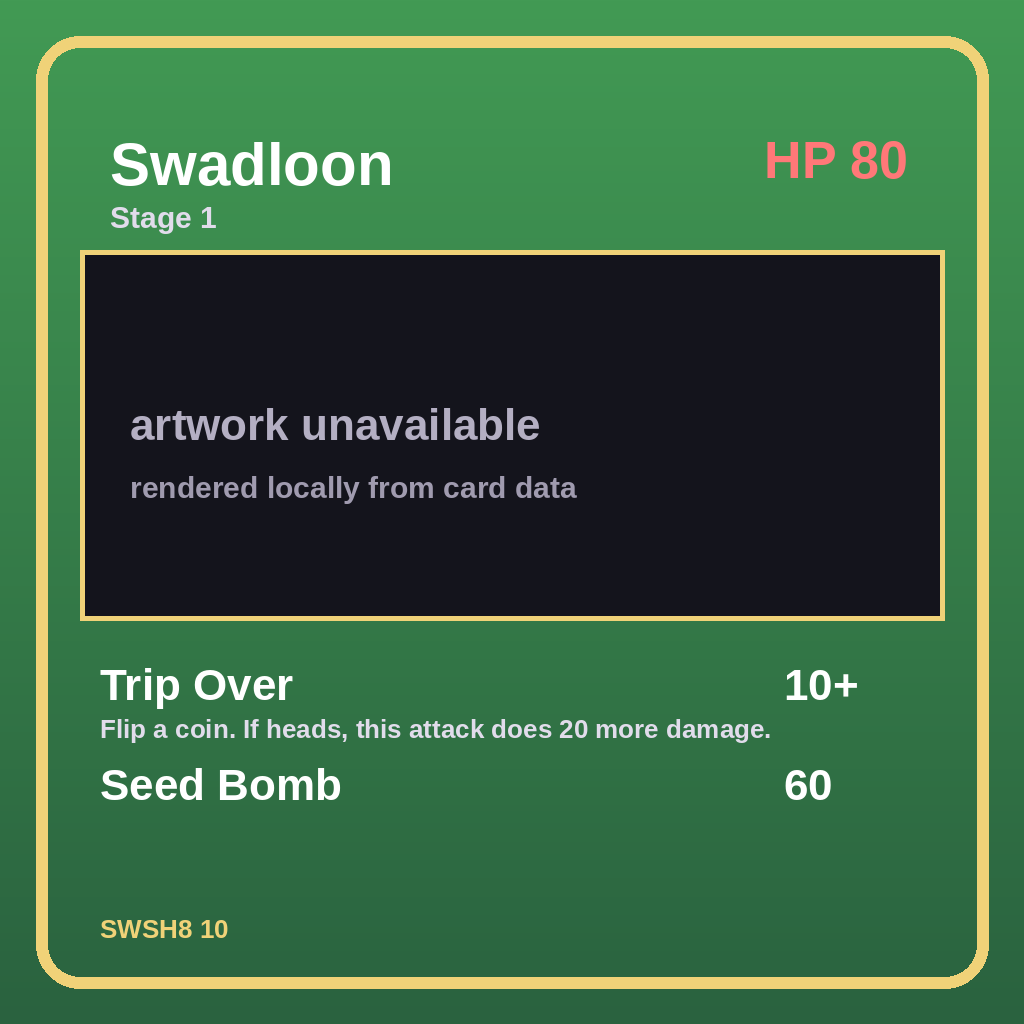 Swadloon
HP 80
Stage 1
artwork unavailable
rendered locally from card data
Trip Over
10+
Flip a coin. If heads, this attack does 20 more damage.
Seed Bomb
60
SWSH8 10